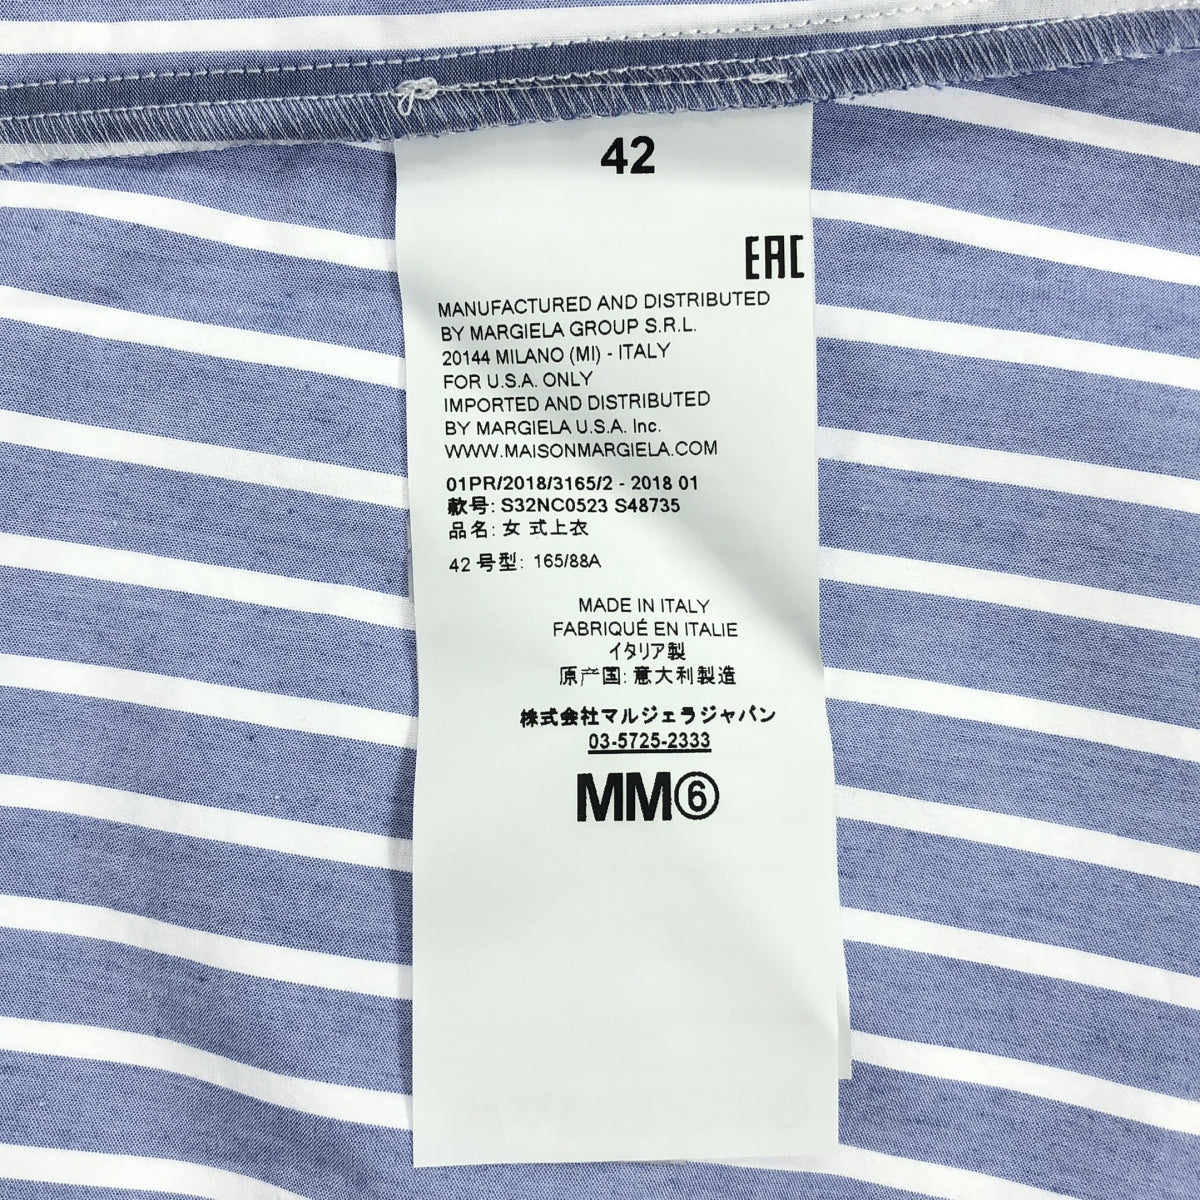 42
EAC
MANUFACTURED AND DISTRIBUTED
BY MARGIELA GROUP S.R.L.
20144 MILANO (MI) - ITALY
FOR U.S.A. ONLY
IMPORTED AND DISTRIBUTED
BY MARGIELA U.S.A. Inc.
WWW.MAISONMARGIELA.COM
01PR/2018/3165/2 - 2018 01
款号: S32NC0523 S48735
品名: 女 式上衣
42 号型: 165/88A
MADE IN ITALY
FABRIQUÉ EN ITALIE
イタリア製
原产国: 意大利製造
株式会社マルジェラジャパン
03-5725-2333
MM⑥